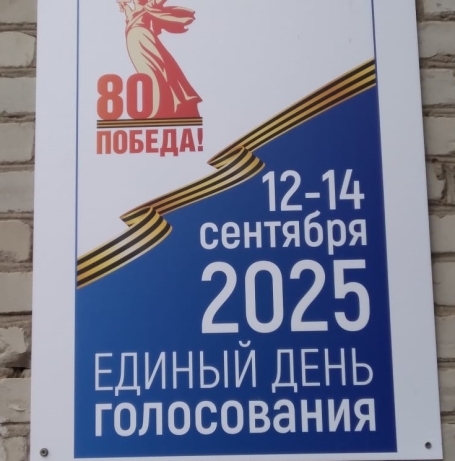 80
ПОБЕДА!
12-14
сентября
2025
ЕДИНЫЙ ДЕНЬ
ГОЛОСОВАНИЯ